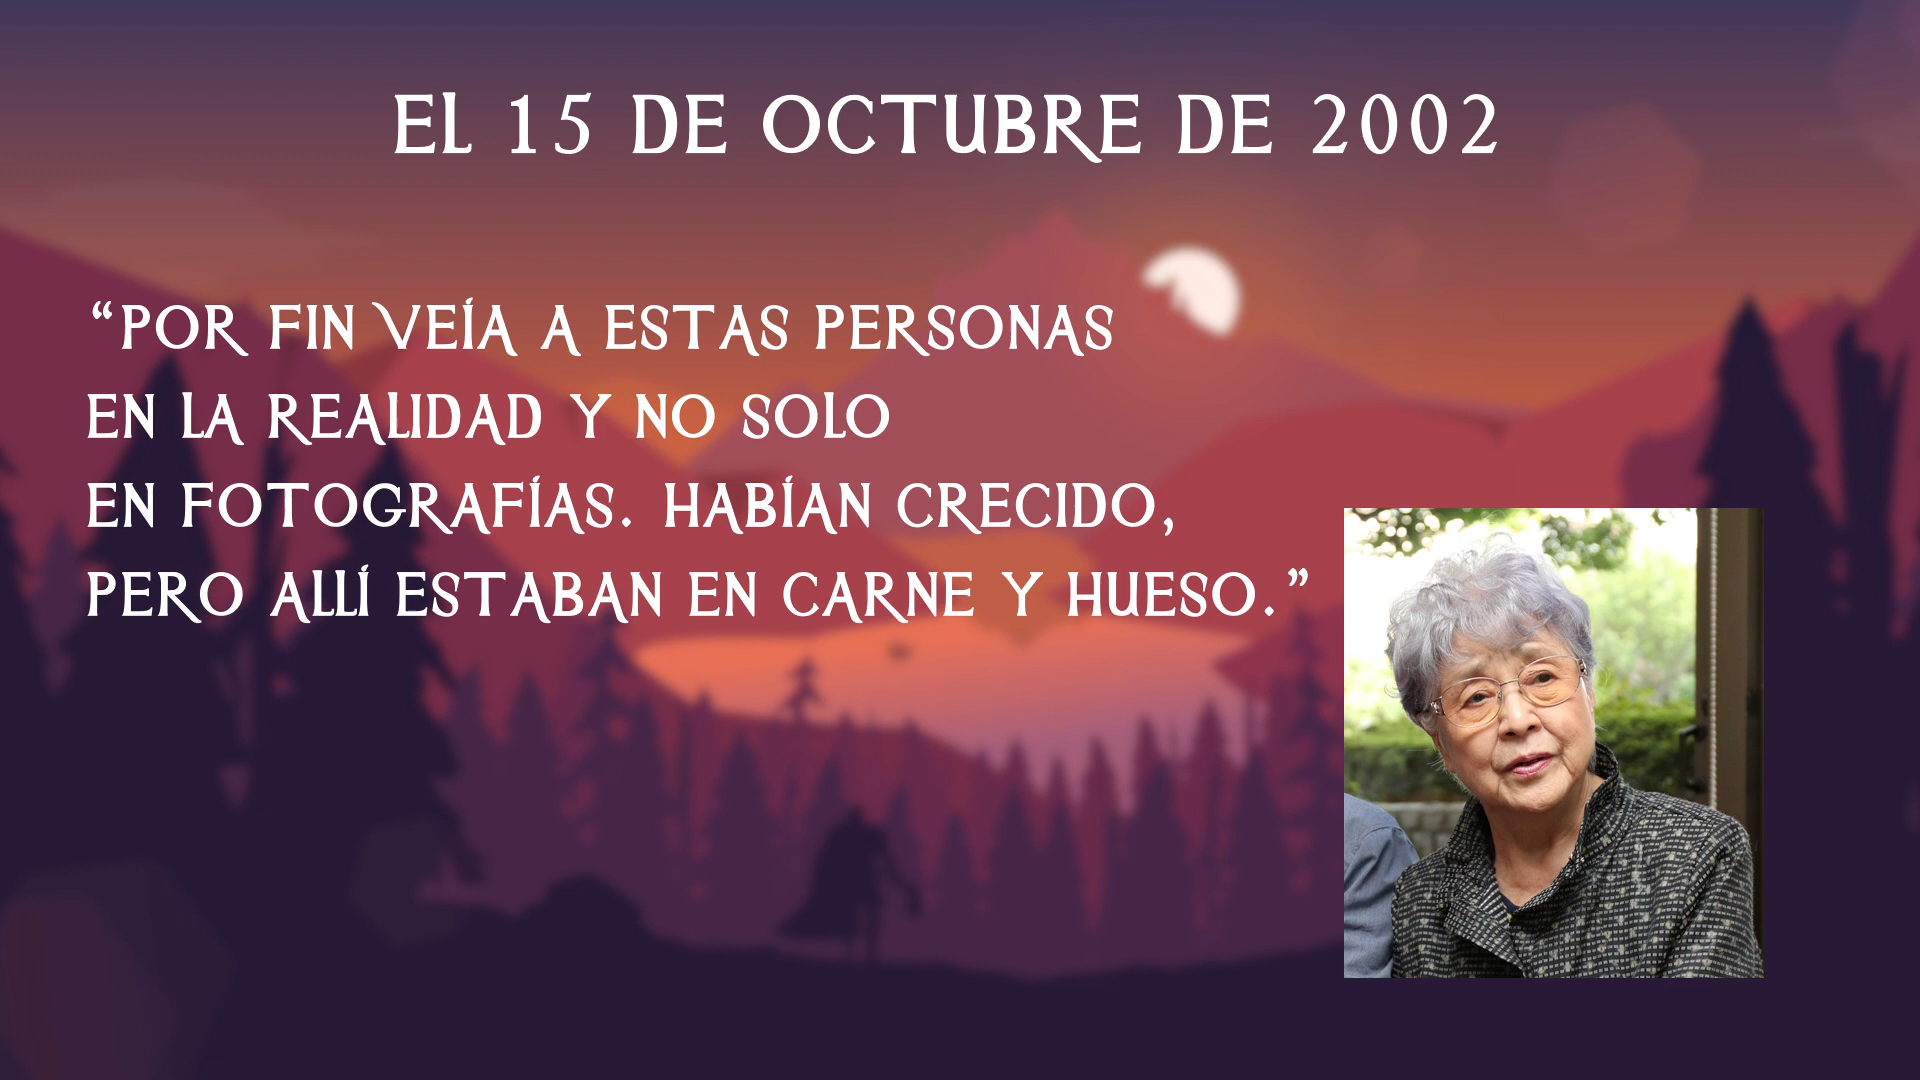 EL 15 DE OCTUBRE DE 2002
“POR FIN VEÍA A ESTAS PERSONAS
EN LA REALIDAD Y NO SOLO
EN FOTOGRAFÍAS. HABÍAN CRECIDO,
PERO ALLÍ ESTABAN EN CARNE Y HUESO.”